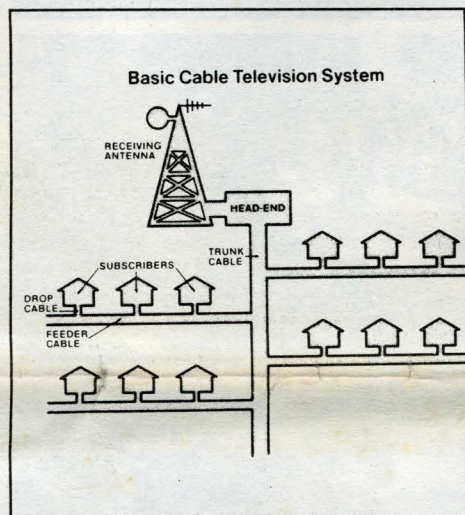 Basic Cable Television System
RECEIVING
ANTENNA
HEAD-END
TRUNK
CABLE
SUBSCRIBERS
DROP
CABLE
FEEDER
CABLE